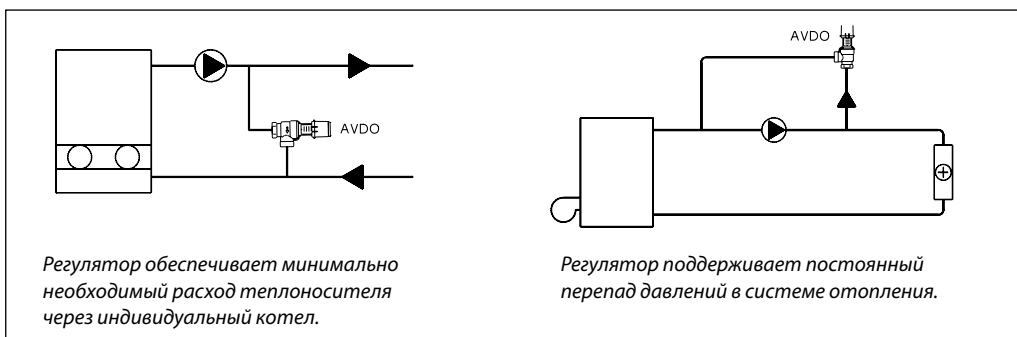 AVDO
AVDO
Регулятор обеспечивает минимально
необходимый расход теплоносителя
через индивидуальный котел.
Регулятор поддерживает постоянный
перепад давлений в системе отопления.